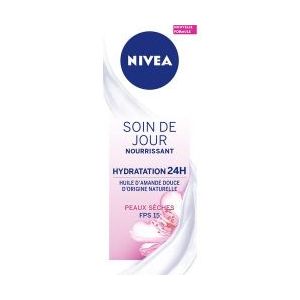 NOUVELLE
FORMULE
NIVEA
SOIN DE
JOUR
NOURRISSANT
HYDRATATION 24H
HUILE D'AMANDE DOUCE
D'ORIGINE NATURELLE
PEAUX SÈCHES
FPS 15